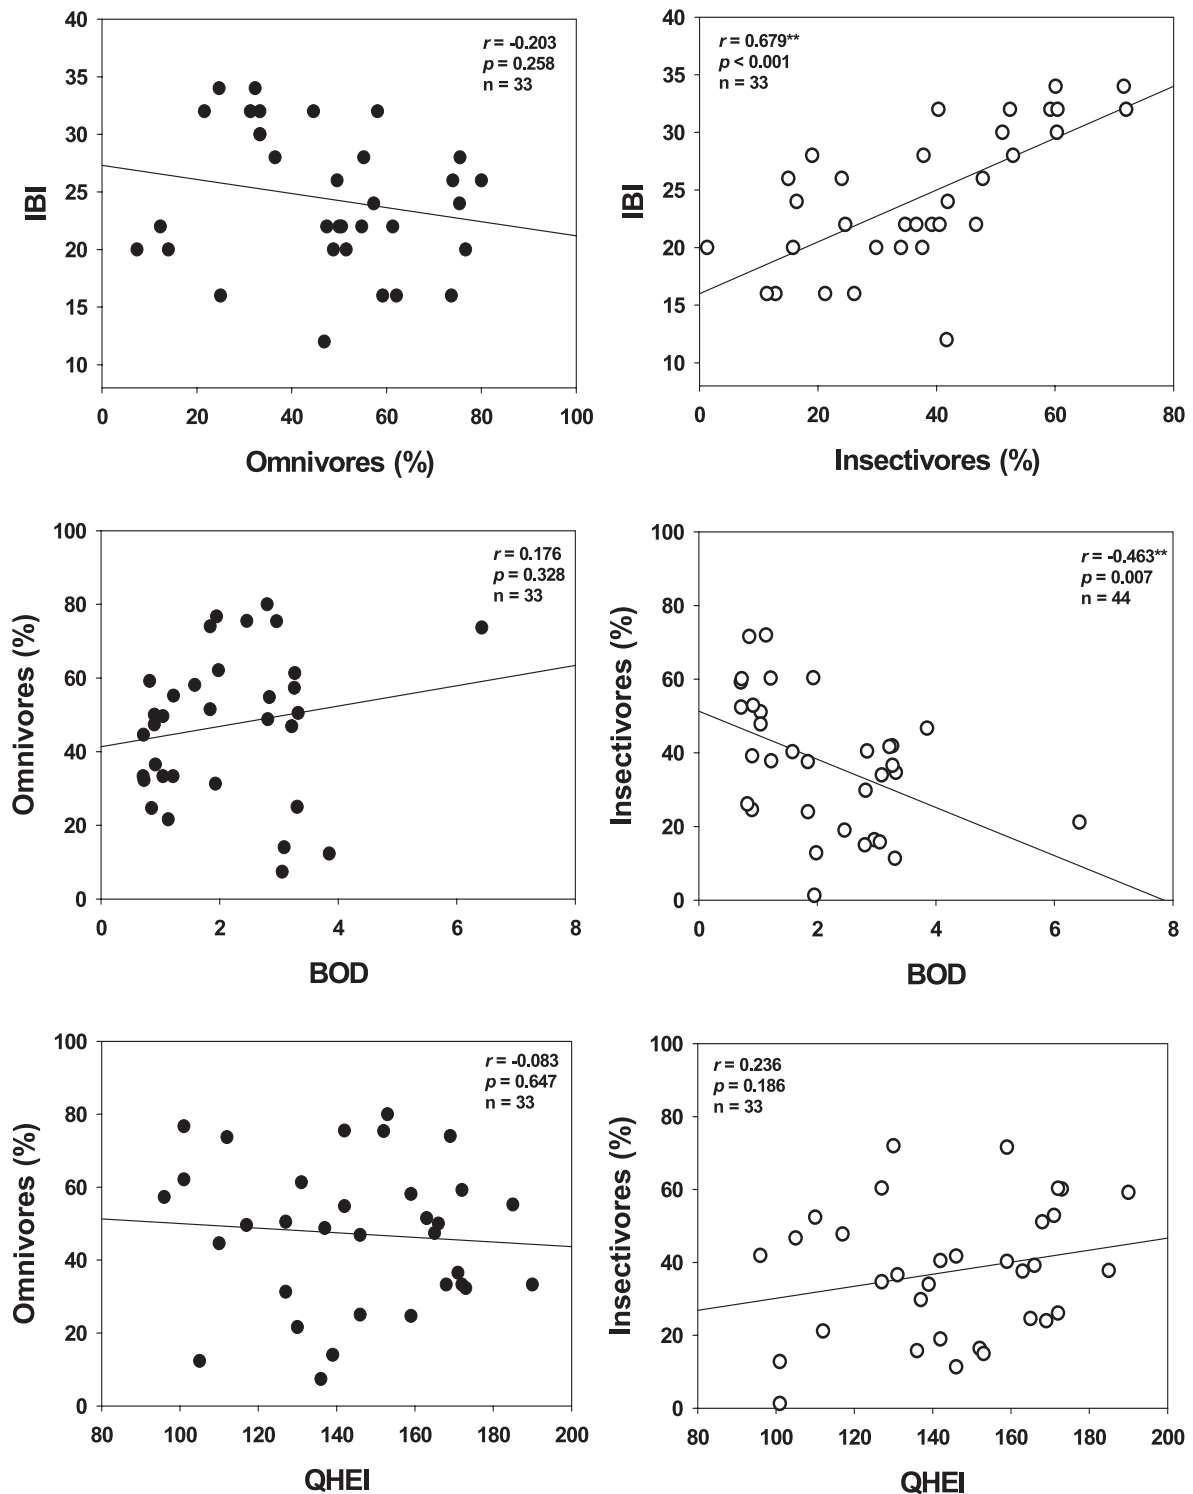 40
35
30
25
20
15
10
IBI
r = -0.203
p = 0.258
n = 33
0 20 40 60 80 100
Omnivores (%)
40
35
30
25
20
15
10
IBI
r = 0.679**
p < 0.001
n = 33
0 20 40 60 80
Insectivores (%)
100
80
60
40
20
0
Omnivores (%)
r = 0.176
p = 0.328
n = 33
0 2 4 6 8
BOD
100
80
60
40
20
0
Insectivores (%)
r = -0.463**
p = 0.007
n = 44
0 2 4 6 8
BOD
100
80
60
40
20
0
Omnivores (%)
r = -0.083
p = 0.647
n = 33
80 100 120 140 160 180 200
QHEI
100
80
60
40
20
0
Insectivores (%)
r = 0.236
p = 0.186
n = 33
80 100 120 140 160 180 200
QHEI